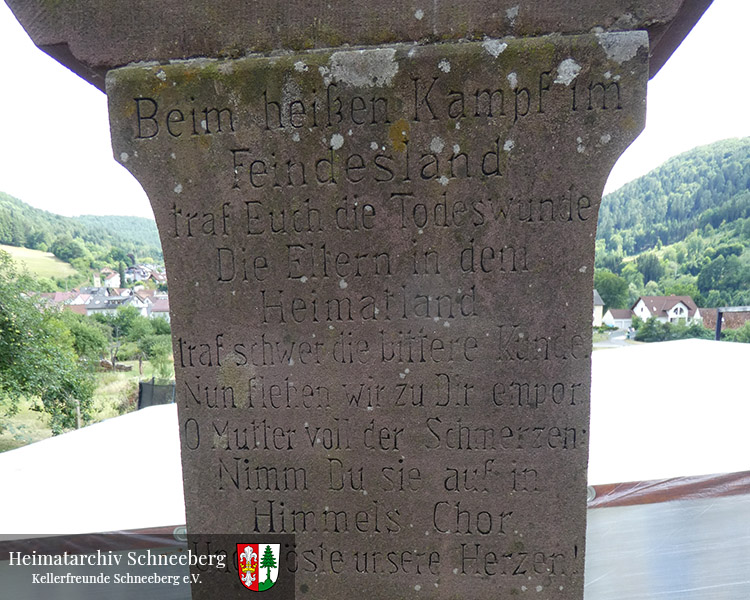 Beim heißen Kampf im
Feindesland
traf Euch die Todeswunde
Die Eltern in dem
Heimatland
traf schwer die bittere Kunde.
Nun flehen wir zu Dir empor
O Mutter voll der Schmerzen:
Nimm Du sie auf in
Himmels Chor
unsere Herzen!
Heimatarchiv Schneeberg
Kellerfreunde Schneeberg e.V.